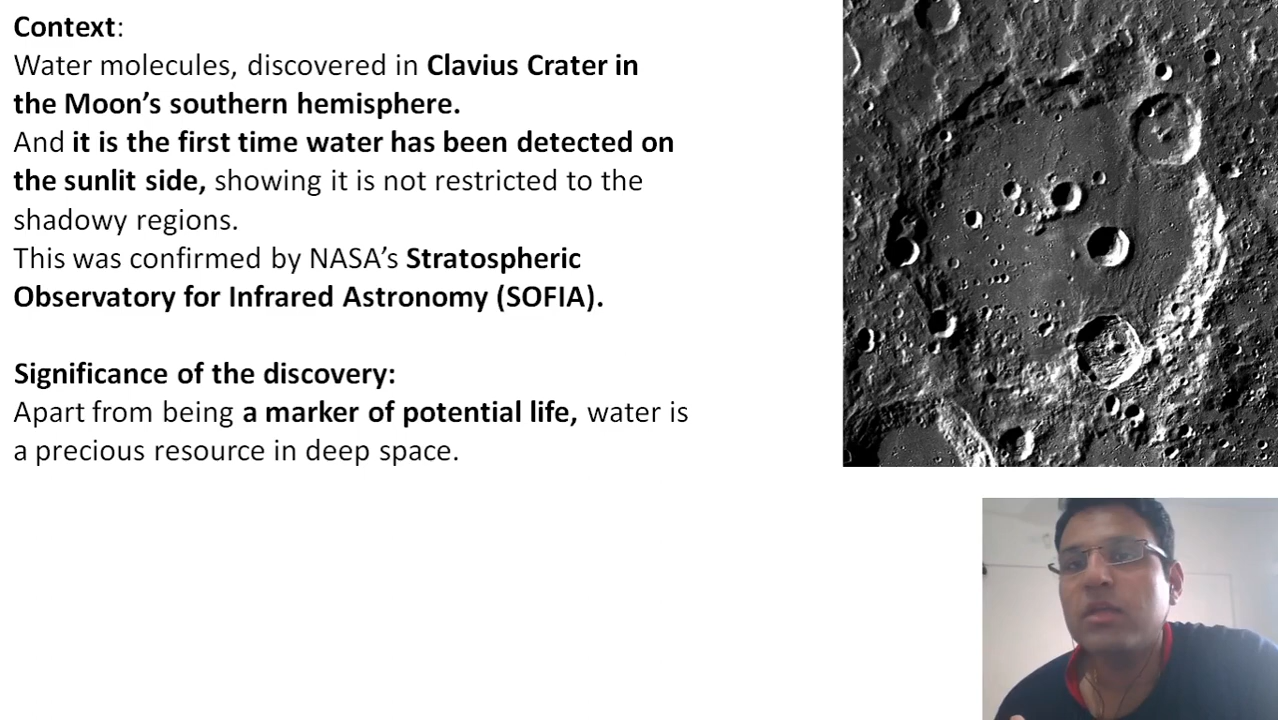 Context:
Water molecules, discovered in Clavius Crater in
the Moon’s southern hemisphere.
And it is the first time water has been detected on
the sunlit side, showing it is not restricted to the
shadowy regions.
This was confirmed by NASA’s Stratospheric
Observatory for Infrared Astronomy (SOFIA).
Significance of the discovery:
Apart from being a marker of potential life, water is
a precious resource in deep space.